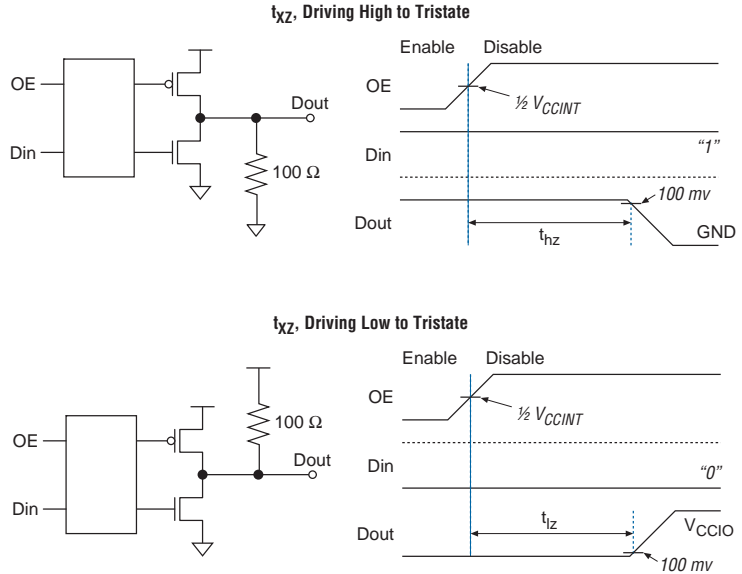 tXZ, Driving High to Tristate
Enable Disable
OE
OE
½ VCCINT
Dout
Din
Din
"1"
100 Ω
100 mv
Dout
thz
GND
tXZ, Driving Low to Tristate
Enable Disable
OE
½ VCCINT
100 Ω
OE
Dout
Din
"0"
Din
Dout
tlz
VCCIO
100 mv